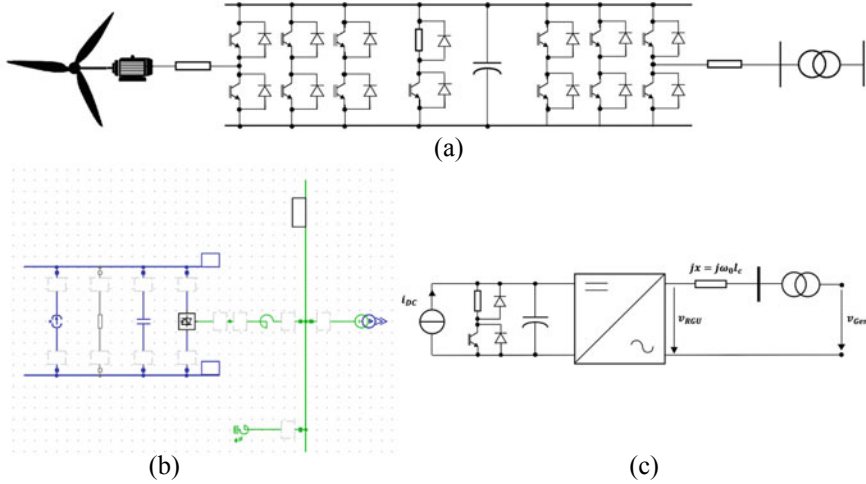 (a)
jx = jω₀l_c
i_DC
v_RGU
v_Gen
(b)
(c)